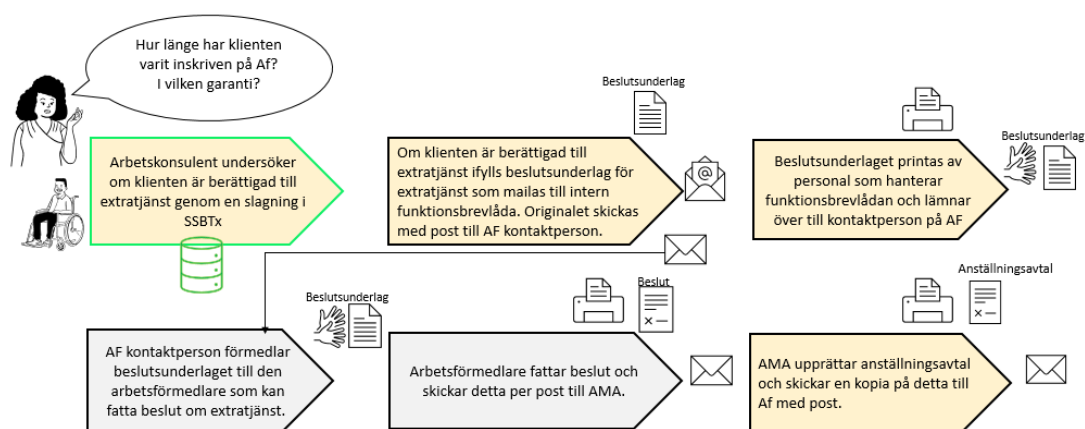 Hur länge har klienten
varit inskriven på Af?
I vilken garanti?
Beslutsunderlag
Arbetskonsulent undersöker
om klienten är berättigad till
extratjänst genom en slagning i
SSBTx
Om klienten är berättigad till
extratjänst ifylls beslutsunderlag för
extratjänst som mailas till intern
funktionsbrevlåda. Originalet skickas
med post till AF kontaktperson.
@
Beslutsunderlag
Beslutsunderlaget printas av
personal som hanterar
funktionsbrevlådan och lämnar
över till kontaktperson på AF
Beslutsunderlag
AF kontaktperson förmedlar
beslutsunderlaget till den
arbetsförmedlare som kan
fatta beslut om extratjänst.
Beslut
Arbetsförmedlare fattar beslut och
skickar detta per post till AMA.
Anställningsavtal
AMA upprättar anställningsavtal
och skickar en kopia på detta till
Af med post.